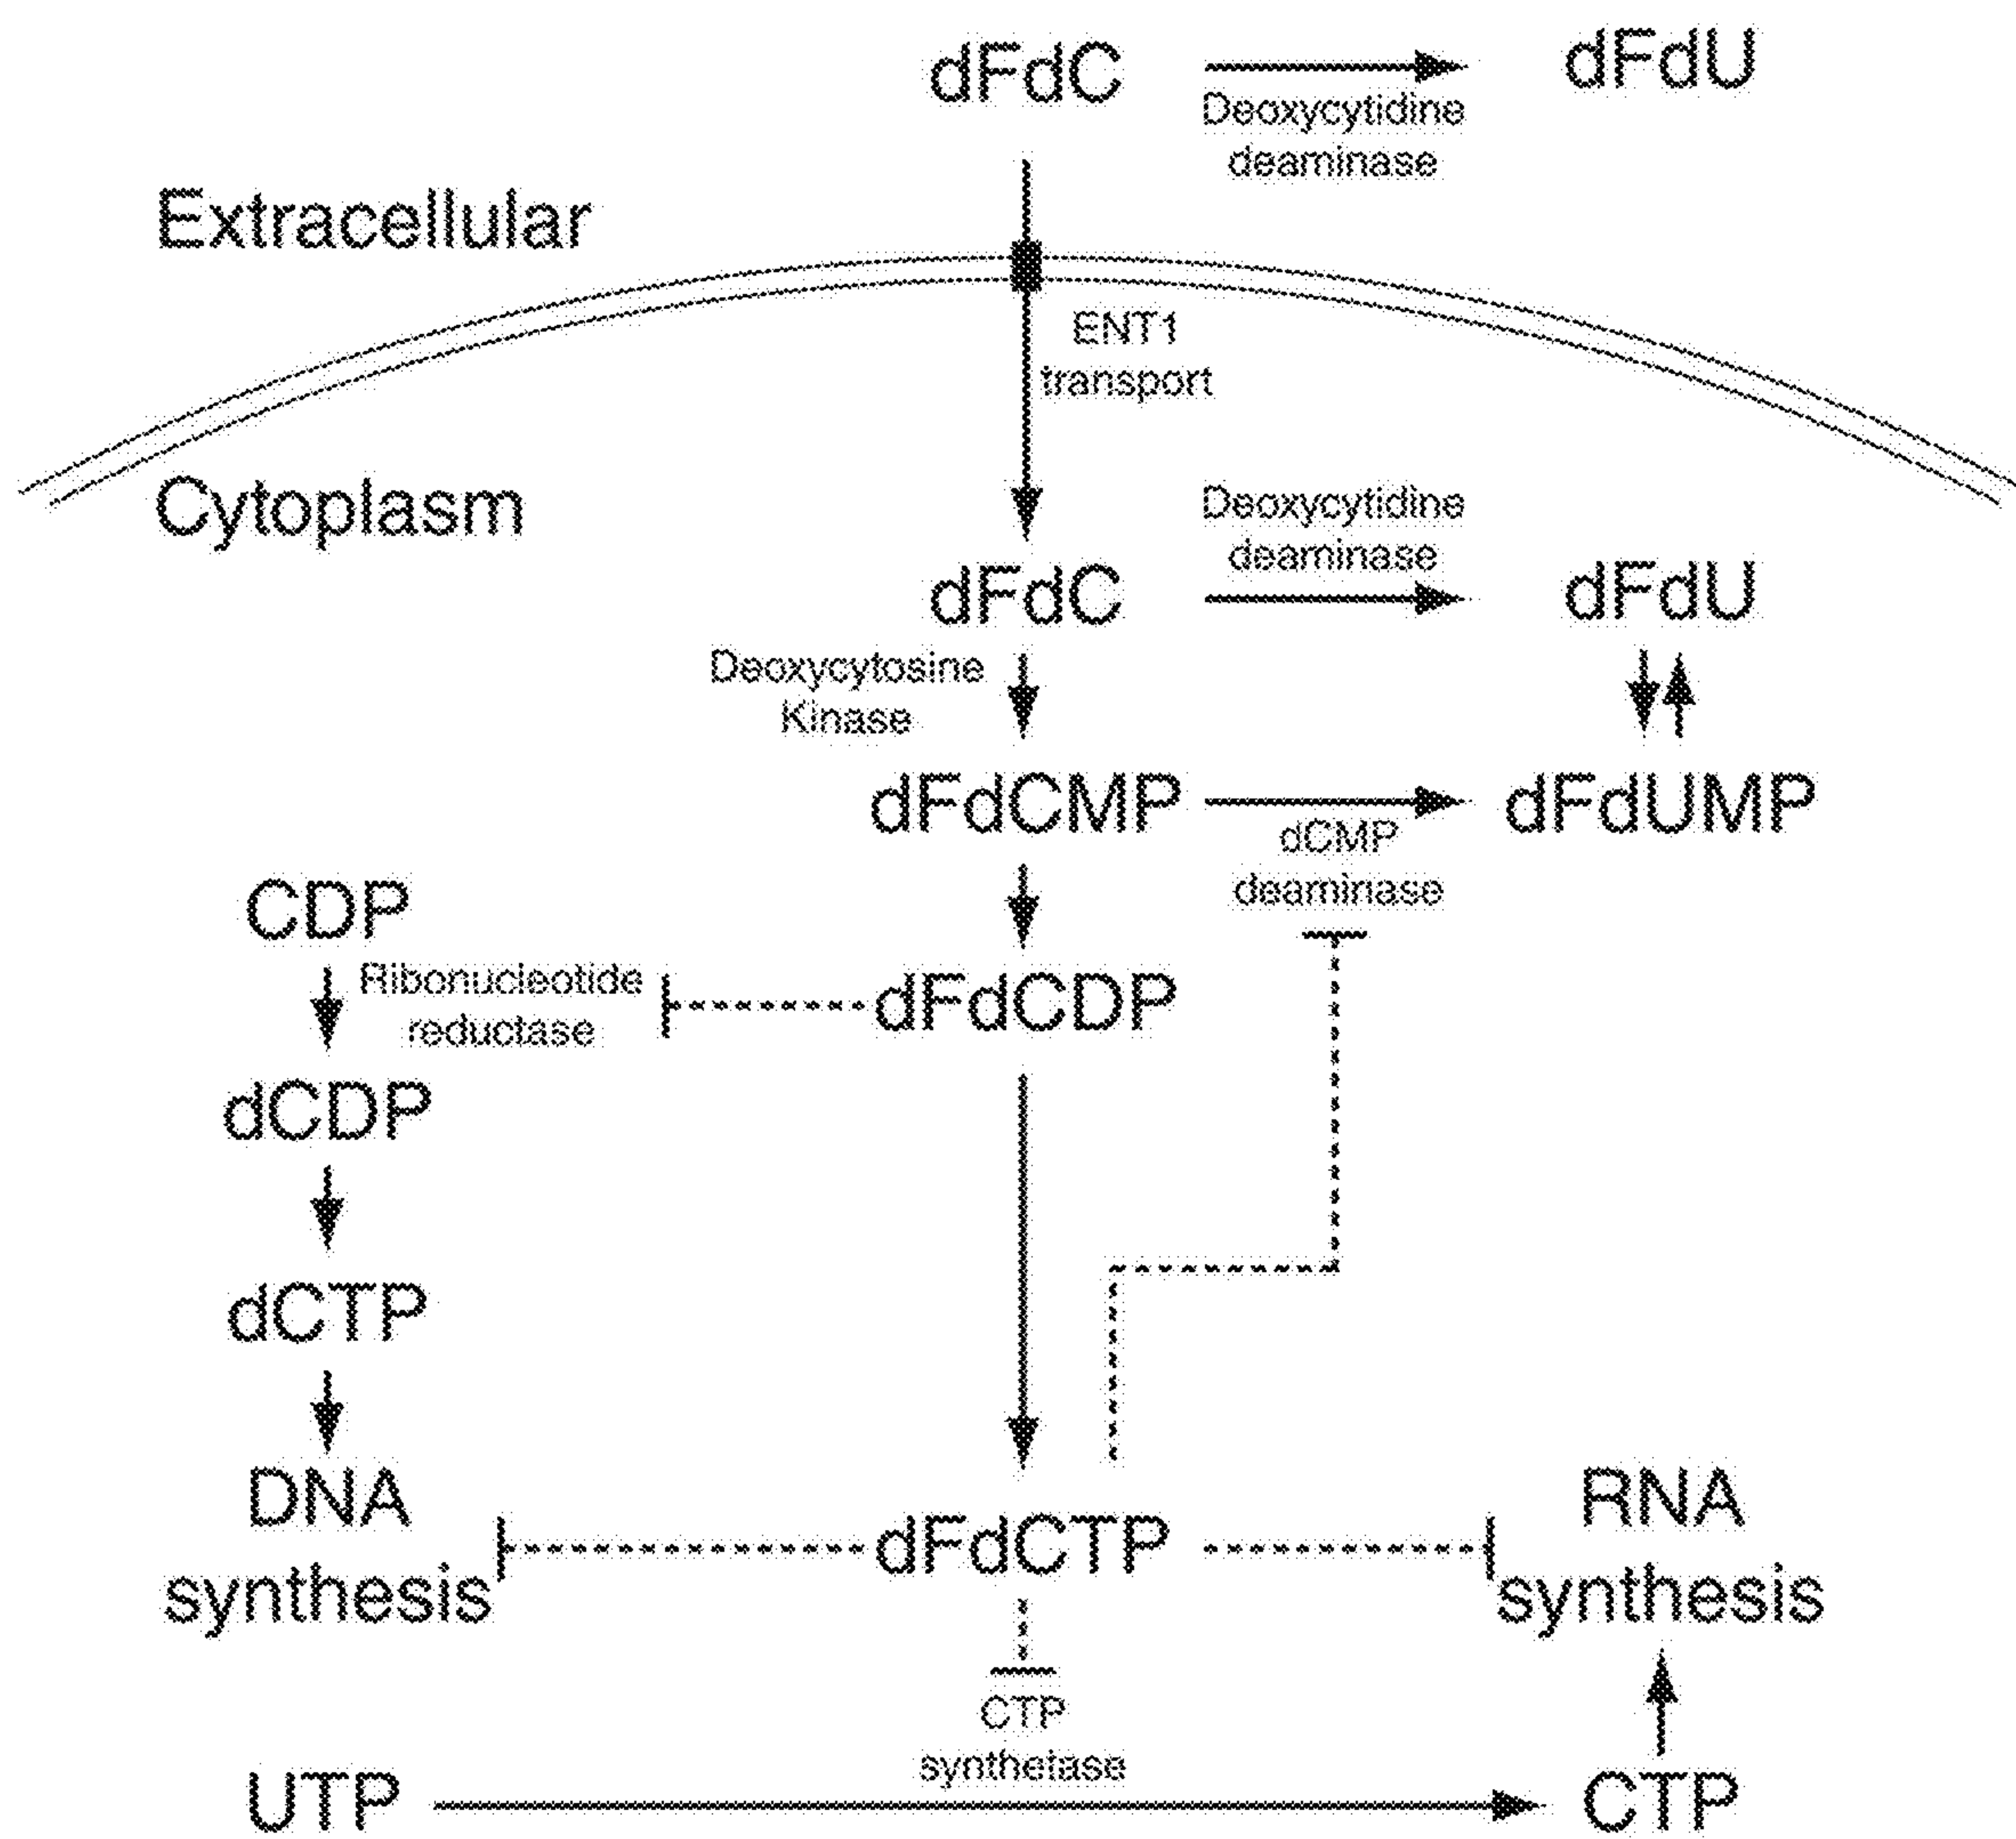 dFdC
dFdU
Deoxycytidine
deaminase
Extracellular
ENT1
transport
Cytoplasm
Deoxycytidine
deaminase
dFdC
dFdU
Deoxycytosine
Kinase
dFdCMP
dFdUMP
dCMP
deaminase
CDP
Ribonucleotide
reductase
dFdCDP
dCDP
dCTP
DNA
synthesis
dFdCTP
RNA
synthesis
CTP
synthetase
UTP
CTP